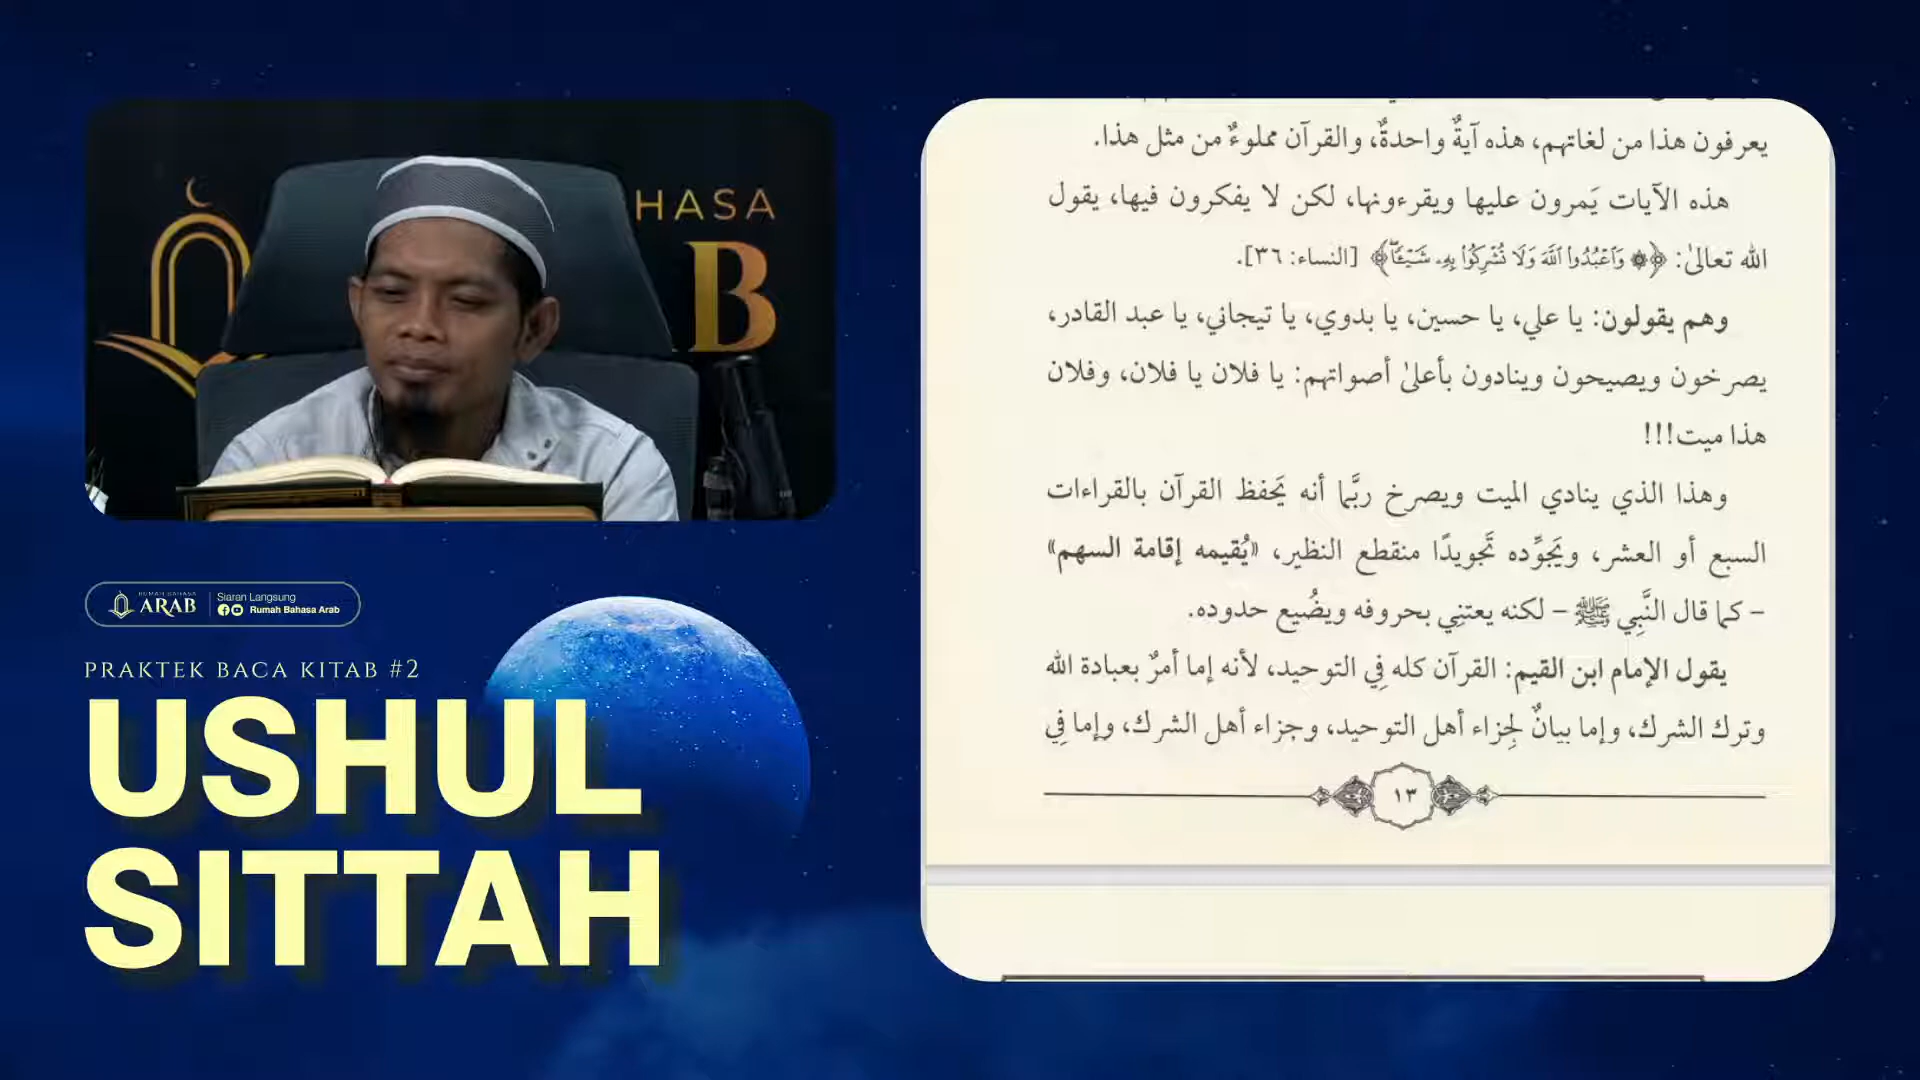 HASA
B
RUMAH BAHASA
ARAB
Siaran Langsung
Rumah Bahasa Arab
PRAKTEK BACA KITAB #2
USHUL
SITTAH
يعرفون هذا من لغاتهم، هذه آيةٌ واحدةٌ، والقرآن مملوءٌ من مثل هذا.
هذه الآيات يَمرون عليها ويقرءونها، لكن لا يفكرون فيها، يقول
الله تعالىٰ: ﴿۞ وَٱعۡبُدُواْ ٱللَّهَ وَلَا تُشۡرِكُواْ بِهِۦ شَيۡـٔٗاۖ﴾ [النساء: ٣٦].
وهم يقولون: يا علي، يا حسين، يا بدوي، يا تيجاني، يا عبد القادر،
يصرخون ويصيحون وينادون بأعلىٰ أصواتهم: يا فلان يا فلان، وفلان
هذا ميت!!!
وهذا الذي ينادي الميت ويصرخ ربَّما أنه يَحفظ القرآن بالقراءات
السبع أو العشر، ويَجوِّده تَجويدًا منقطع النظير، «يُقيمه إقامة السهم»
– كما قال النَّبِي ﷺ – لكنه يعتنِي بحروفه ويضُيع حدوده.
يقول الإمام ابن القيم: القرآن كله فِي التوحيد، لأنه إما أمرٌ بعبادة الله
وترك الشرك، وإما بيانٌ لِجزاء أهل التوحيد، وجزاء أهل الشرك، وإما فِي
١٣